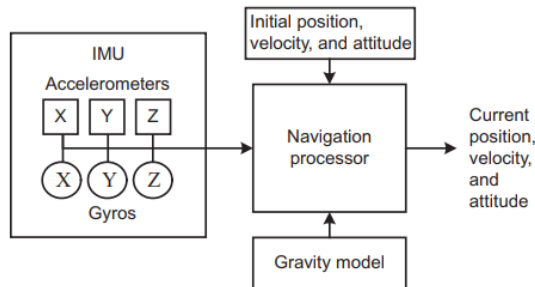 Initial position,
velocity, and attitude
IMU
Accelerometers
X Y Z
X Y Z
Gyros
Navigation
processor
Current
position,
velocity,
and
attitude
Gravity model